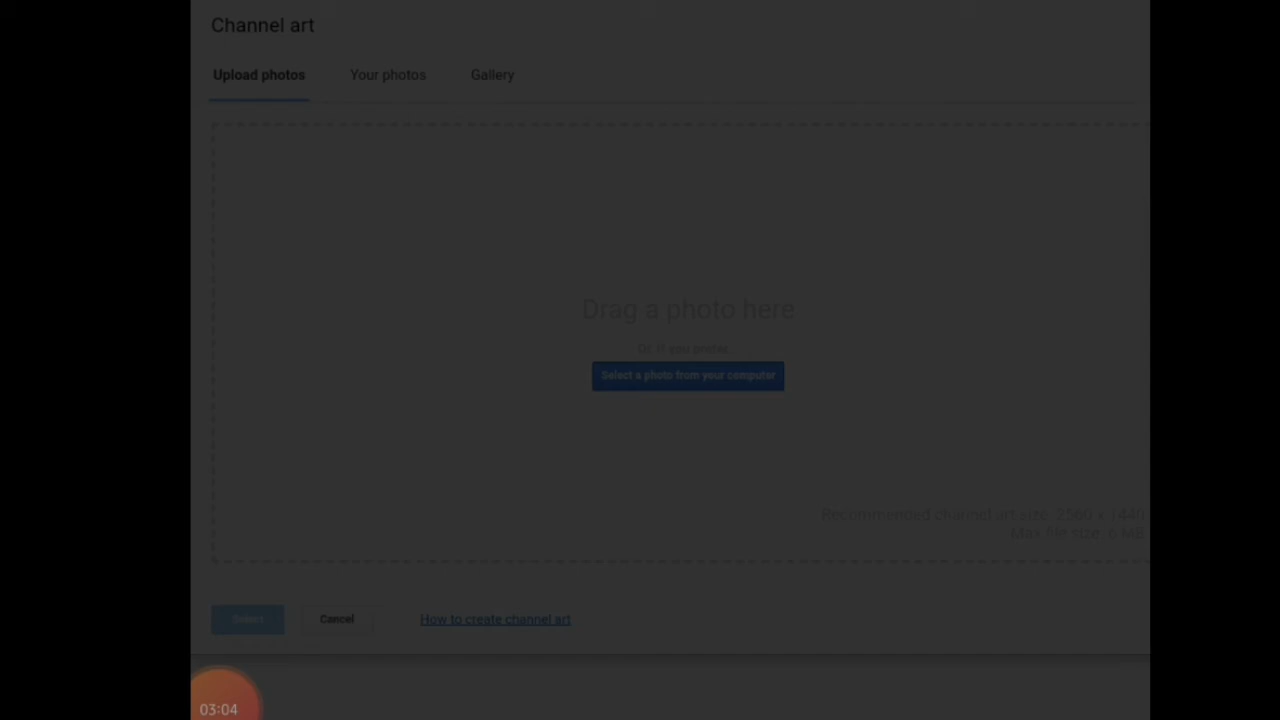 Channel art
Upload photos Your photos Gallery
Drag a photo here
Or, if you prefer...
Select a photo from your computer
Recommended channel art size: 2560 x 1440
Max file size: 6 MB
Select Cancel How to create channel art
03:04